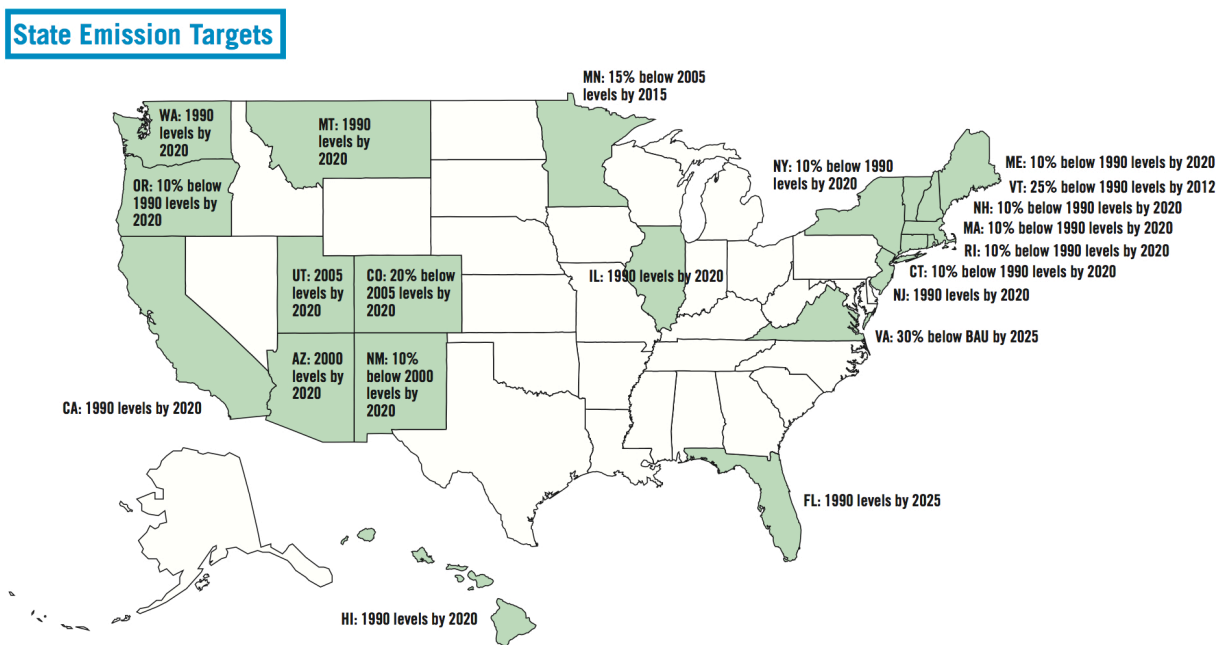 State Emission Targets
MN: 15% below 2005
levels by 2015
WA: 1990
levels by
2020
MT: 1990
levels by
2020
NY: 10% below 1990
levels by 2020
ME: 10% below 1990 levels by 2020
VT: 25% below 1990 levels by 2012
OR: 10% below
1990 levels by
2020
NH: 10% below 1990 levels by 2020
MA: 10% below 1990 levels by 2020
RI: 10% below 1990 levels by 2020
CT: 10% below 1990 levels by 2020
NJ: 1990 levels by 2020
UT: 2005
levels by
2020
CO: 20% below
2005 levels by
2020
IL: 1990 levels by 2020
VA: 30% below BAU by 2025
AZ: 2000
levels by
2020
NM: 10%
below 2000
levels by
2020
CA: 1990 levels by 2020
FL: 1990 levels by 2025
HI: 1990 levels by 2020